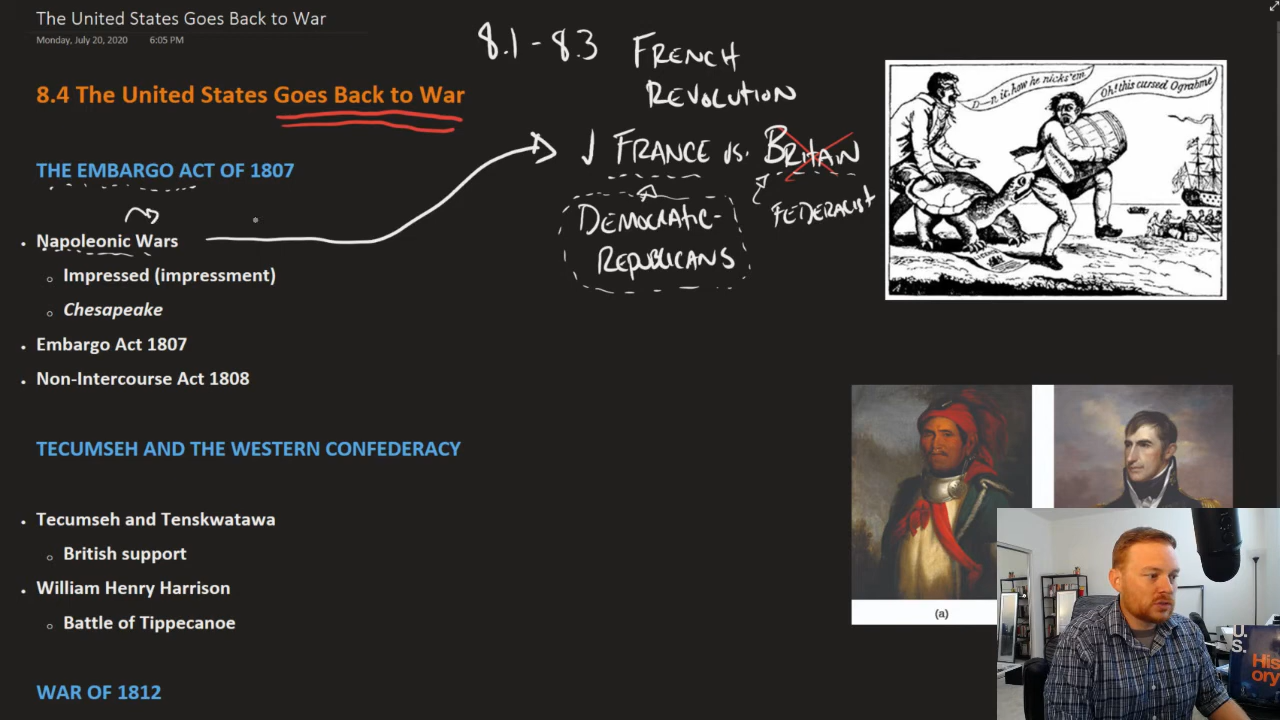 The United States Goes Back to War
Monday, July 20, 2020 6:05 PM
8.4 The United States Goes Back to War
THE EMBARGO ACT OF 1807
• Napoleonic Wars
○ Impressed (impressment)
○ Chesapeake
• Embargo Act 1807
• Non-Intercourse Act 1808
TECUMSEH AND THE WESTERN CONFEDERACY
• Tecumseh and Tenskwatawa
○ British support
• William Henry Harrison
○ Battle of Tippecanoe
WAR OF 1812
8.1 - 8.3 FRENCH
REVOLUTION
↓ FRANCE vs. BRITAIN
DEMOCRATIC-
REPUBLICANS
FEDERALIST
D—n it, how he nicks 'em
Oh! this cursed Ograbme!
(a)
U.
S.
His
ory